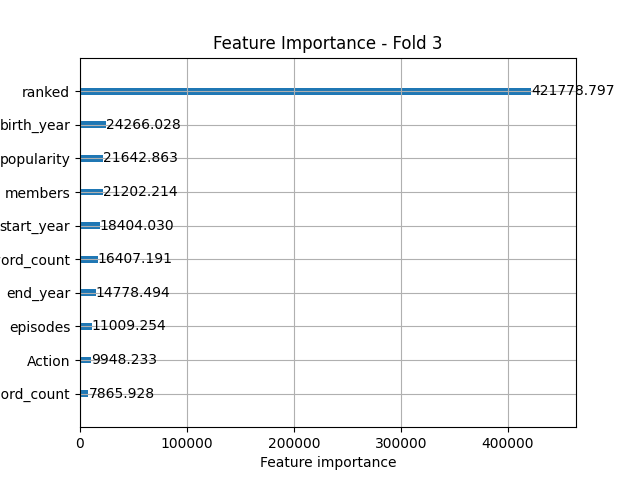 Feature Importance - Fold 3
ranked 421778.797
birth_year 24266.028
popularity 21642.863
members 21202.214
start_year 18404.030
ord_count 16407.191
end_year 14778.494
episodes 11009.254
Action 9948.233
ord_count 7865.928
0 100000 200000 300000 400000
Feature importance